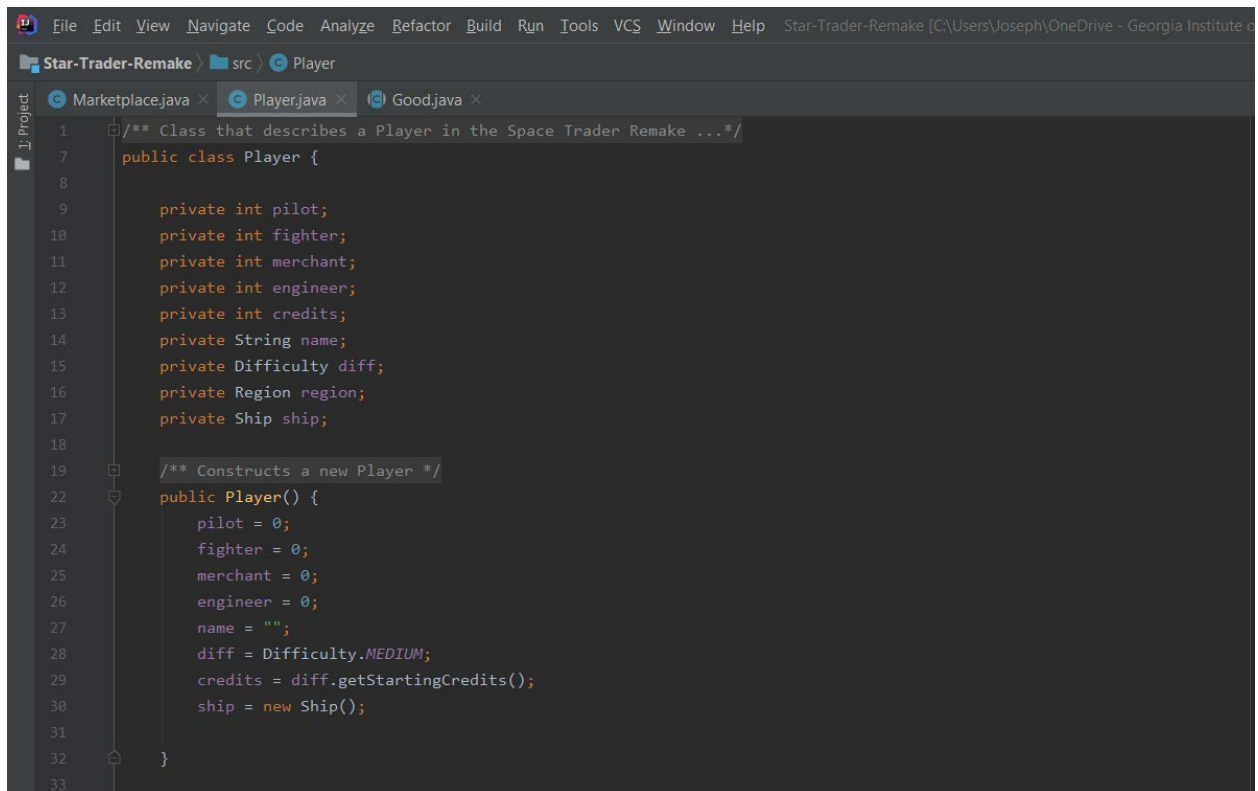 File Edit View Navigate Code Analyze Refactor Build Run Tools VCS Window Help Star-Trader-Remake [C:\Users\Joseph\OneDrive - Georgia Institute o
Star-Trader-Remake src Player
Marketplace.java Player.java Good.java
1: Project
1 /** Class that describes a Player in the Space Trader Remake ...*/
7 public class Player {
8
9 private int pilot;
10 private int fighter;
11 private int merchant;
12 private int engineer;
13 private int credits;
14 private String name;
15 private Difficulty diff;
16 private Region region;
17 private Ship ship;
18
19 /** Constructs a new Player */
22 public Player() {
23 pilot = 0;
24 fighter = 0;
25 merchant = 0;
26 engineer = 0;
27 name = "";
28 diff = Difficulty.MEDIUM;
29 credits = diff.getStartingCredits();
30 ship = new Ship();
31
32 }
33